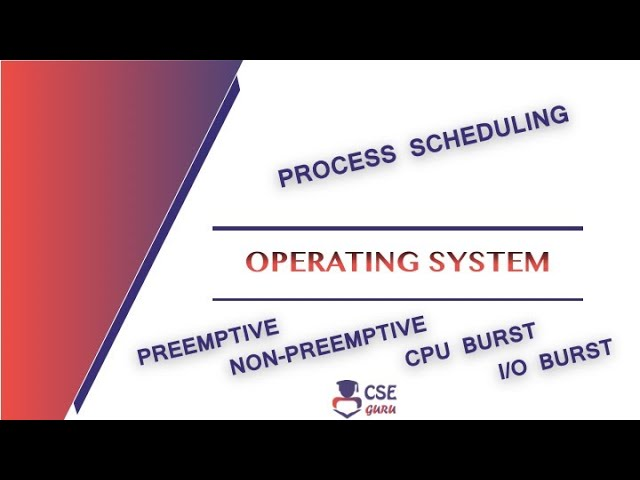 PROCESS SCHEDULING
OPERATING SYSTEM
PREEMPTIVE
NON-PREEMPTIVE
CPU BURST
I/O BURST
CSE
GURU